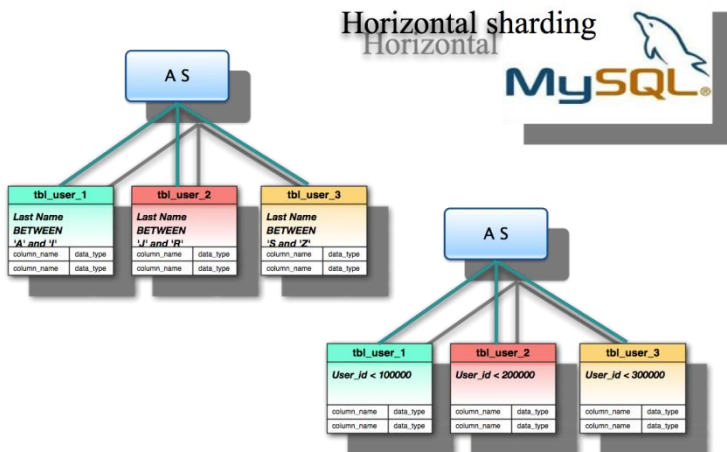 Horizontal sharding
Horizontal
MySQL®
A S
tbl_user_1
Last Name
BETWEEN
'A' and 'I'
column_name data_type
column_name data_type
tbl_user_2
Last Name
BETWEEN
'J' and 'R'
column_name data_type
column_name data_type
tbl_user_3
Last Name
BETWEEN
'S and 'Z'
column_name data_type
column_name data_type
A S
tbl_user_1
User_id < 100000
column_name data_type
column_name data_type
tbl_user_2
User_id < 200000
column_name data_type
column_name data_type
tbl_user_3
User_id < 300000
column_name data_type
column_name data_type